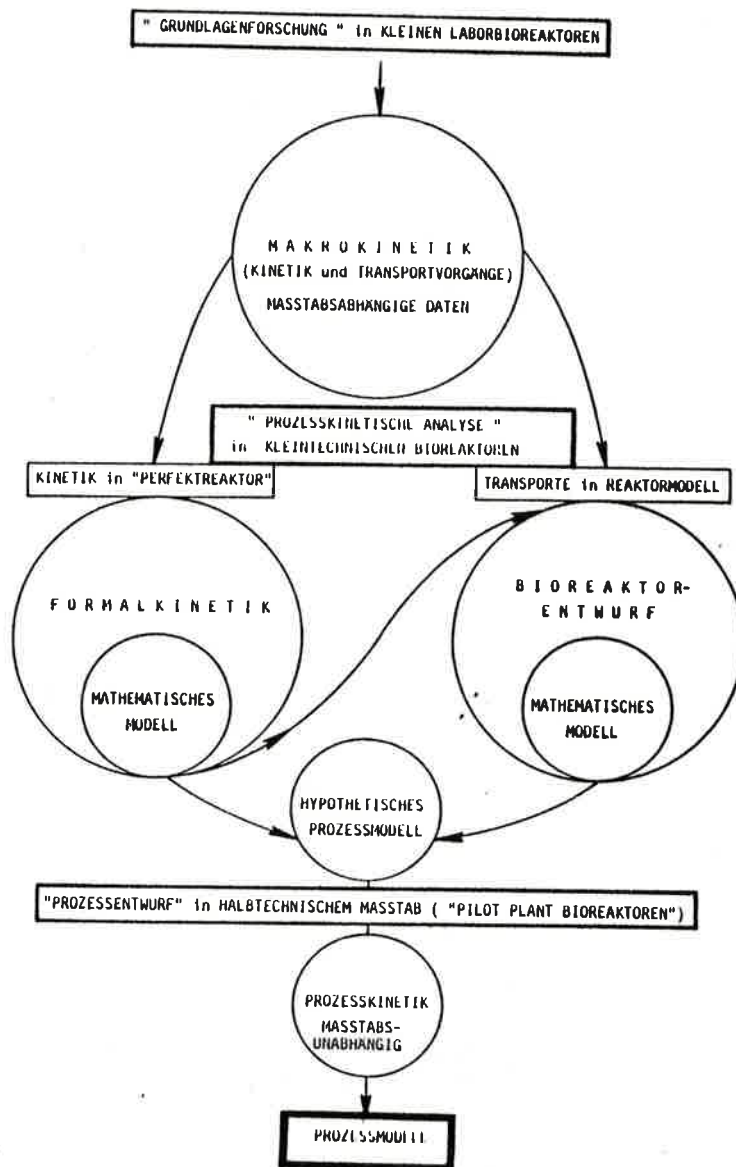 " GRUNDLAGENFORSCHUNG " in KLEINEN LABORBIOREAKTOREN
MAKROKINETIK
(KINETIK und TRANSPORTVORGÄNGE)
MASSTABSABHÄNGIGE DATEN
" PROZESSKINETISCHE ANALYSE "
in KLEINTECHNISCHEN BIOREAKTOREN
KINETIK in "PERFEKTREAKTOR"
TRANSPORTE in REAKTORMODELL
FORMALKINETIK
MATHEMATISCHES
MODELL
BIOREAKTOR-
ENTWURF
MATHEMATISCHES
MODELL
HYPOTHETISCHES
PROZESSMODELL
"PROZESSENTWURF" in HALBTECHNISCHEM MASSTAB ( "PILOT PLANT BIOREAKTOREN")
PROZESSKINETIK
MASSTABS-
UNABHÄNGIG
PROZESSMODELL